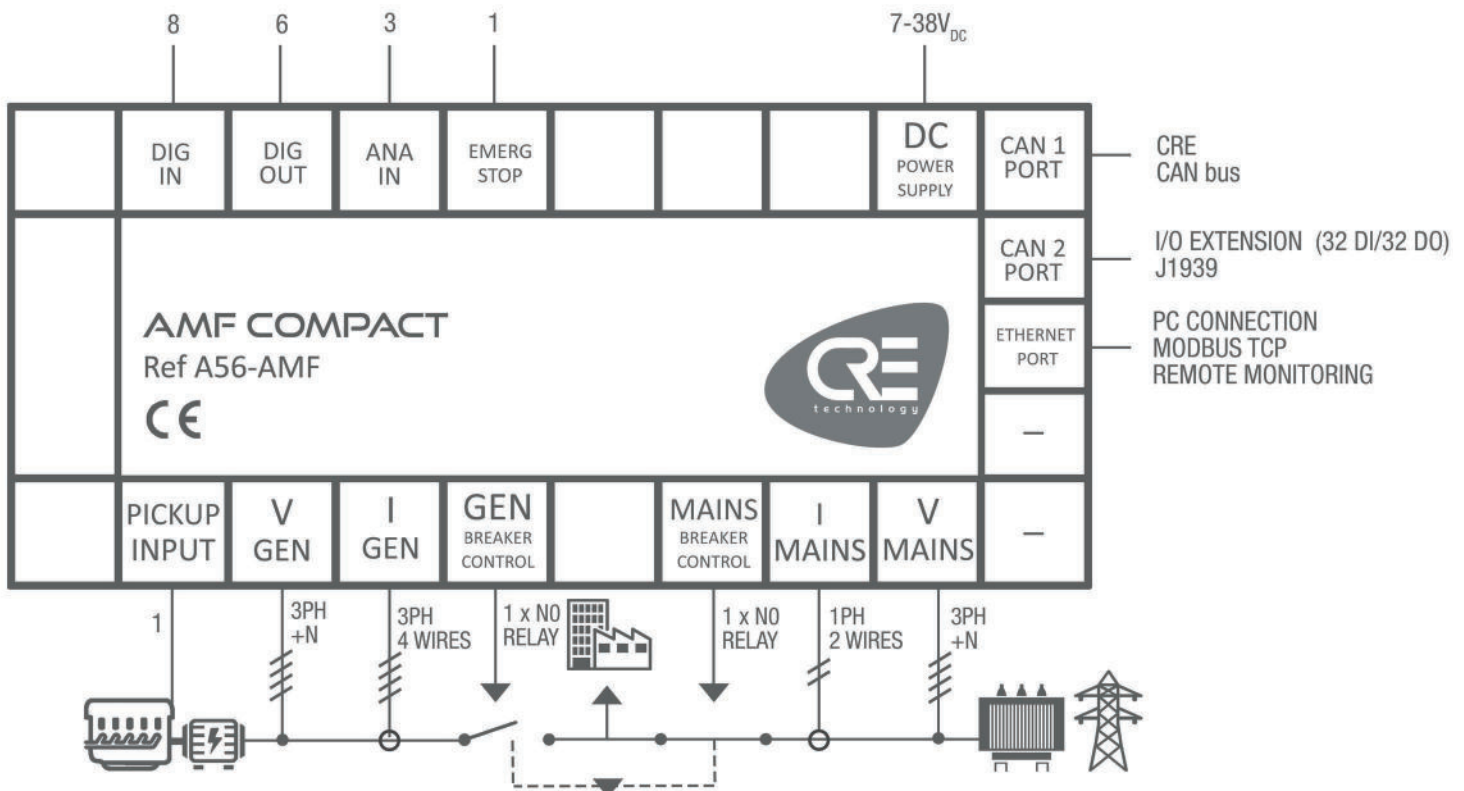 8
6
3
1
7-38VDC
DIG
IN
DIG
OUT
ANA
IN
EMERG
STOP
DC
POWER
SUPPLY
CAN 1
PORT
CRE
CAN bus
CAN 2
PORT
I/O EXTENSION (32 DI/32 DO)
J1939
ETHERNET
PORT
PC CONNECTION
MODBUS TCP
REMOTE MONITORING
AMF COMPACT
Ref A56-AMF
CE
CRE
technology
–
–
PICKUP
INPUT
V
GEN
I
GEN
GEN
BREAKER
CONTROL
MAINS
BREAKER
CONTROL
I
MAINS
V
MAINS
1
3PH
+N
3PH
4 WIRES
1 x NO
RELAY
1 x NO
RELAY
1PH
2 WIRES
3PH
+N